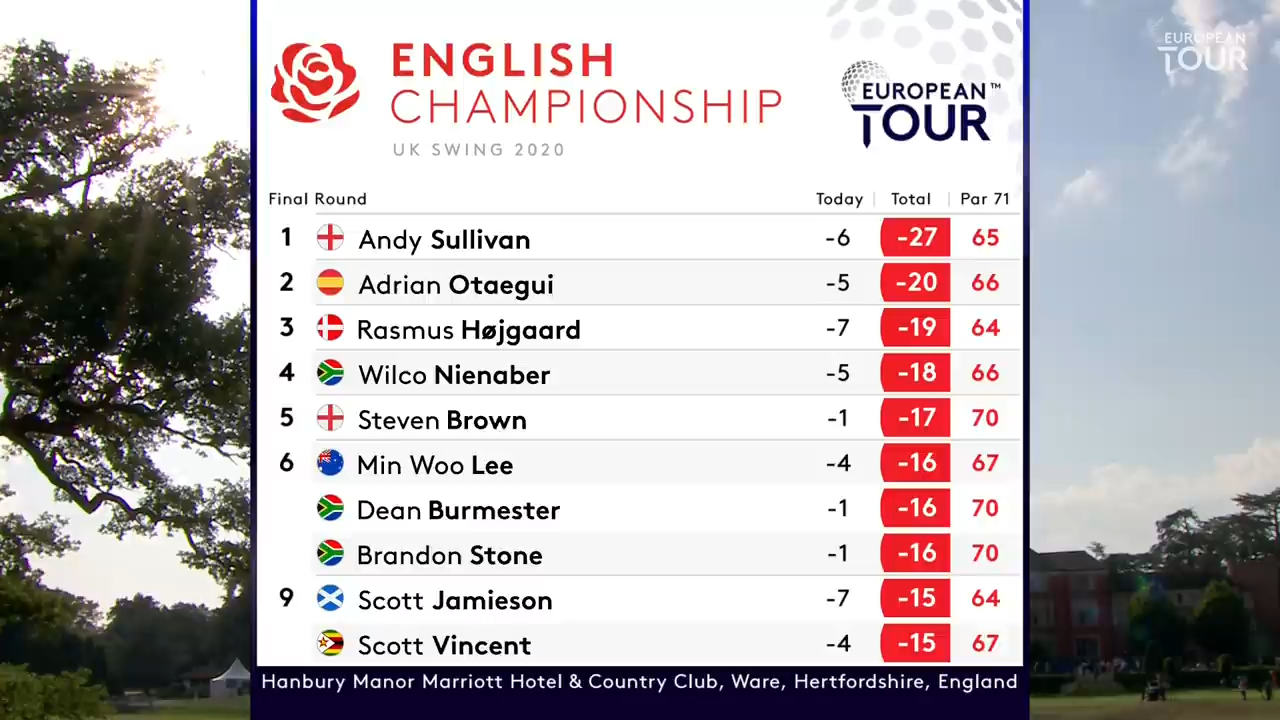 ENGLISH
CHAMPIONSHIP
UK SWING 2020
EUROPEAN™
TOUR
EUROPEAN
TOUR
Final Round Today Total Par 71
1 Andy Sullivan -6 -27 65
2 Adrian Otaegui -5 -20 66
3 Rasmus Højgaard -7 -19 64
4 Wilco Nienaber -5 -18 66
5 Steven Brown -1 -17 70
6 Min Woo Lee -4 -16 67
Dean Burmester -1 -16 70
Brandon Stone -1 -16 70
9 Scott Jamieson -7 -15 64
Scott Vincent -4 -15 67
Hanbury Manor Marriott Hotel & Country Club, Ware, Hertfordshire, England